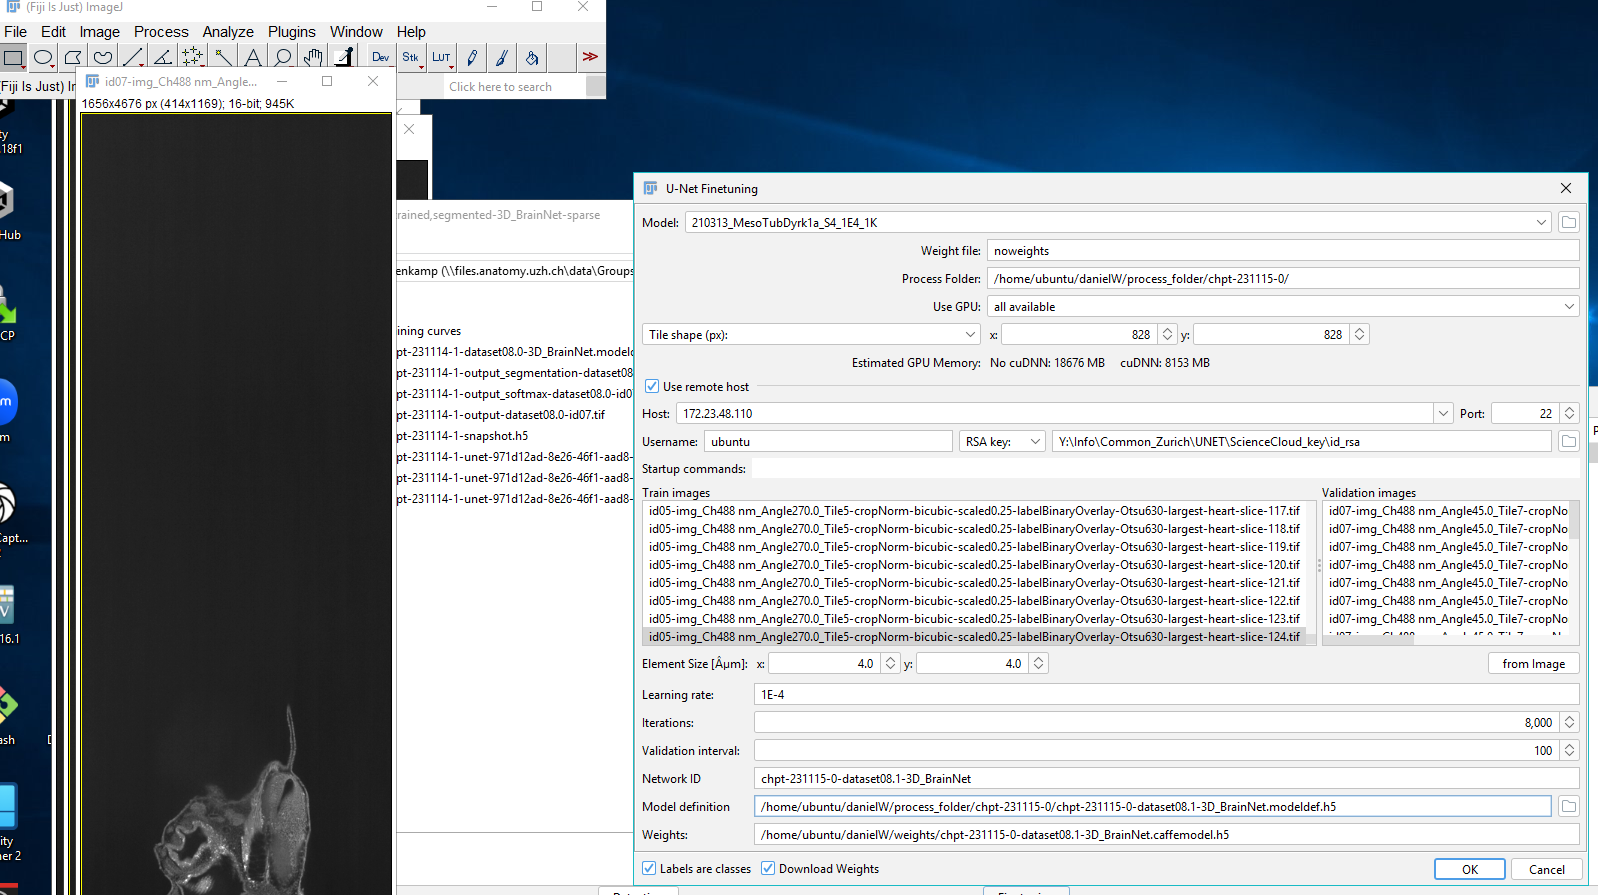 (Fiji Is Just) ImageJ
File Edit Image Process Analyze Plugins Window Help
Dev Stk LUT
(Fiji Is Just) Im
Click here to search
id07-img_Ch488 nm_Angle...
1656x4676 px (414x1169); 16-bit; 945K
ty
.18f1
Hub
CP
m
m
apt...
2
V
16.1
ash
ity
ner 2
rained,segmented-3D_BrainNet-sparse
enkamp (\\files.anatomy.uzh.ch\data\Groups
ining curves
pt-231114-1-dataset08.0-3D_BrainNet.modeld
pt-231114-1-output_segmentation-dataset08.
pt-231114-1-output_softmax-dataset08.0-id07
pt-231114-1-output-dataset08.0-id07.tif
pt-231114-1-snapshot.h5
pt-231114-1-unet-971d12ad-8e26-46f1-aad8-
pt-231114-1-unet-971d12ad-8e26-46f1-aad8-
pt-231114-1-unet-971d12ad-8e26-46f1-aad8-
U-Net Finetuning
Model: 210313_MesoTubDyrk1a_S4_1E4_1K
Weight file: noweights
Process Folder: /home/ubuntu/danielW/process_folder/chpt-231115-0/
Use GPU: all available
Tile shape (px): x: 828 y: 828
Estimated GPU Memory: No cuDNN: 18676 MB cuDNN: 8153 MB
Use remote host
Host: 172.23.48.110 Port: 22
Username: ubuntu RSA key: Y:\Info\Common_Zurich\UNET\ScienceCloud_key\id_rsa
Startup commands:
Train images
id05-img_Ch488 nm_Angle270.0_Tile5-cropNorm-bicubic-scaled0.25-labelBinaryOverlay-Otsu630-largest-heart-slice-117.tif
id05-img_Ch488 nm_Angle270.0_Tile5-cropNorm-bicubic-scaled0.25-labelBinaryOverlay-Otsu630-largest-heart-slice-118.tif
id05-img_Ch488 nm_Angle270.0_Tile5-cropNorm-bicubic-scaled0.25-labelBinaryOverlay-Otsu630-largest-heart-slice-119.tif
id05-img_Ch488 nm_Angle270.0_Tile5-cropNorm-bicubic-scaled0.25-labelBinaryOverlay-Otsu630-largest-heart-slice-120.tif
id05-img_Ch488 nm_Angle270.0_Tile5-cropNorm-bicubic-scaled0.25-labelBinaryOverlay-Otsu630-largest-heart-slice-121.tif
id05-img_Ch488 nm_Angle270.0_Tile5-cropNorm-bicubic-scaled0.25-labelBinaryOverlay-Otsu630-largest-heart-slice-122.tif
id05-img_Ch488 nm_Angle270.0_Tile5-cropNorm-bicubic-scaled0.25-labelBinaryOverlay-Otsu630-largest-heart-slice-123.tif
id05-img_Ch488 nm_Angle270.0_Tile5-cropNorm-bicubic-scaled0.25-labelBinaryOverlay-Otsu630-largest-heart-slice-124.tif
Validation images
id07-img_Ch488 nm_Angle45.0_Tile7-cropNo
id07-img_Ch488 nm_Angle45.0_Tile7-cropNo
id07-img_Ch488 nm_Angle45.0_Tile7-cropNo
id07-img_Ch488 nm_Angle45.0_Tile7-cropNo
id07-img_Ch488 nm_Angle45.0_Tile7-cropNo
id07-img_Ch488 nm_Angle45.0_Tile7-cropNo
id07-img_Ch488 nm_Angle45.0_Tile7-cropNo
Element Size [Âµm]: x: 4.0 y: 4.0 from Image
Learning rate: 1E-4
Iterations: 8,000
Validation interval: 100
Network ID chpt-231115-0-dataset08.1-3D_BrainNet
Model definition /home/ubuntu/danielW/process_folder/chpt-231115-0/chpt-231115-0-dataset08.1-3D_BrainNet.modeldef.h5
Weights: /home/ubuntu/danielW/weights/chpt-231115-0-dataset08.1-3D_BrainNet.caffemodel.h5
Labels are classes Download Weights
OK Cancel